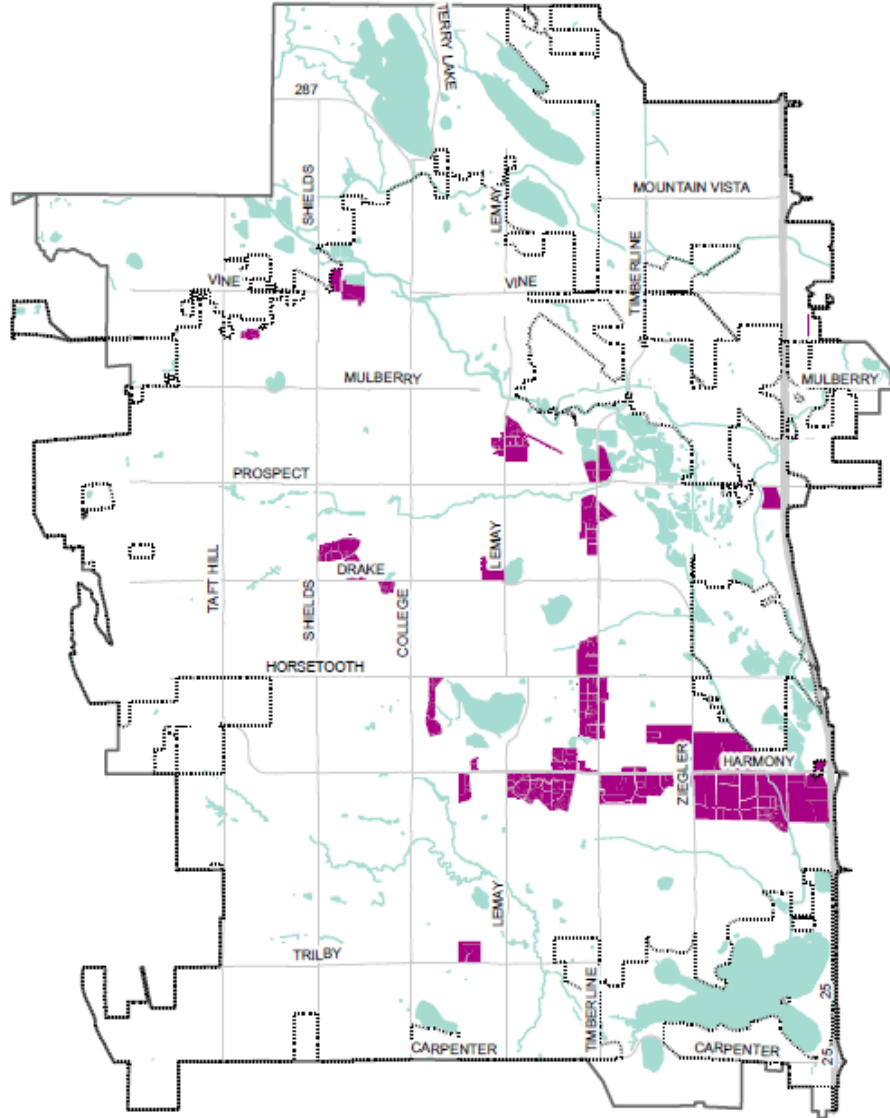 TERRY LAKE
287
SHIELDS
LEMAY
MOUNTAIN VISTA
TIMBERLINE
VINE
VINE
MULBERRY
MULBERRY
PROSPECT
TAFT HILL
SHIELDS
DRAKE
COLLEGE
LEMAY
HORSETOOTH
ZIEGLER
HARMONY
LEMAY
TRILBY
TIMBERLINE
25
CARPENTER
CARPENTER
25